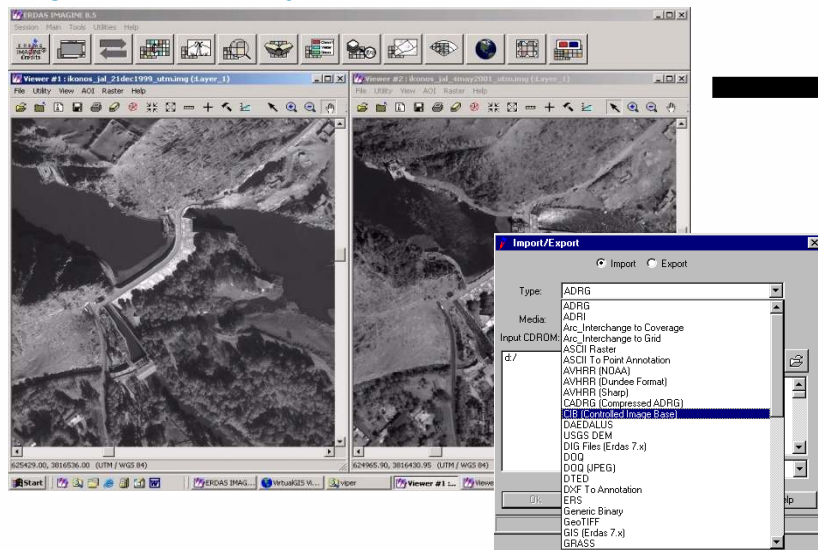 ERDAS IMAGINE 8.5
Session Main Tools Utilities Help
Viewer #1 : ikonos_jal_21dec1999_utm.img (:Layer_1)
File Utility View AOI Raster Help
Viewer #2 : ikonos_jal_4may2001_utm.img (:Layer_1)
File Utility View AOI Raster Help
Import/Export
Import Export
Type: ADRG
Media:
Input CDROM:
d:/
ADRG
ADRI
Arc_Interchange to Coverage
Arc_Interchange to Grid
ASCII Raster
ASCII To Point Annotation
AVHRR (NOAA)
AVHRR (Dundee Format)
AVHRR (Sharp)
CADRG (Compressed ADRG)
CIB (Controlled Image Base)
DAEDALUS
USGS DEM
DIG Files (Erdas 7.x)
DOQ
DOQ (JPEG)
DTED
DXF To Annotation
ERS
Generic Binary
GeoTIFF
GIS (Erdas 7.x)
GRASS
Ok
elp
625429.00, 3816536.00 (UTM / WGS 84)
624965.90, 3816430.95 (UTM / WGS 84)
Start
ERDAS IMAG...
VirtualGIS Vi...
viper
Viewer #1 :...
Viewe